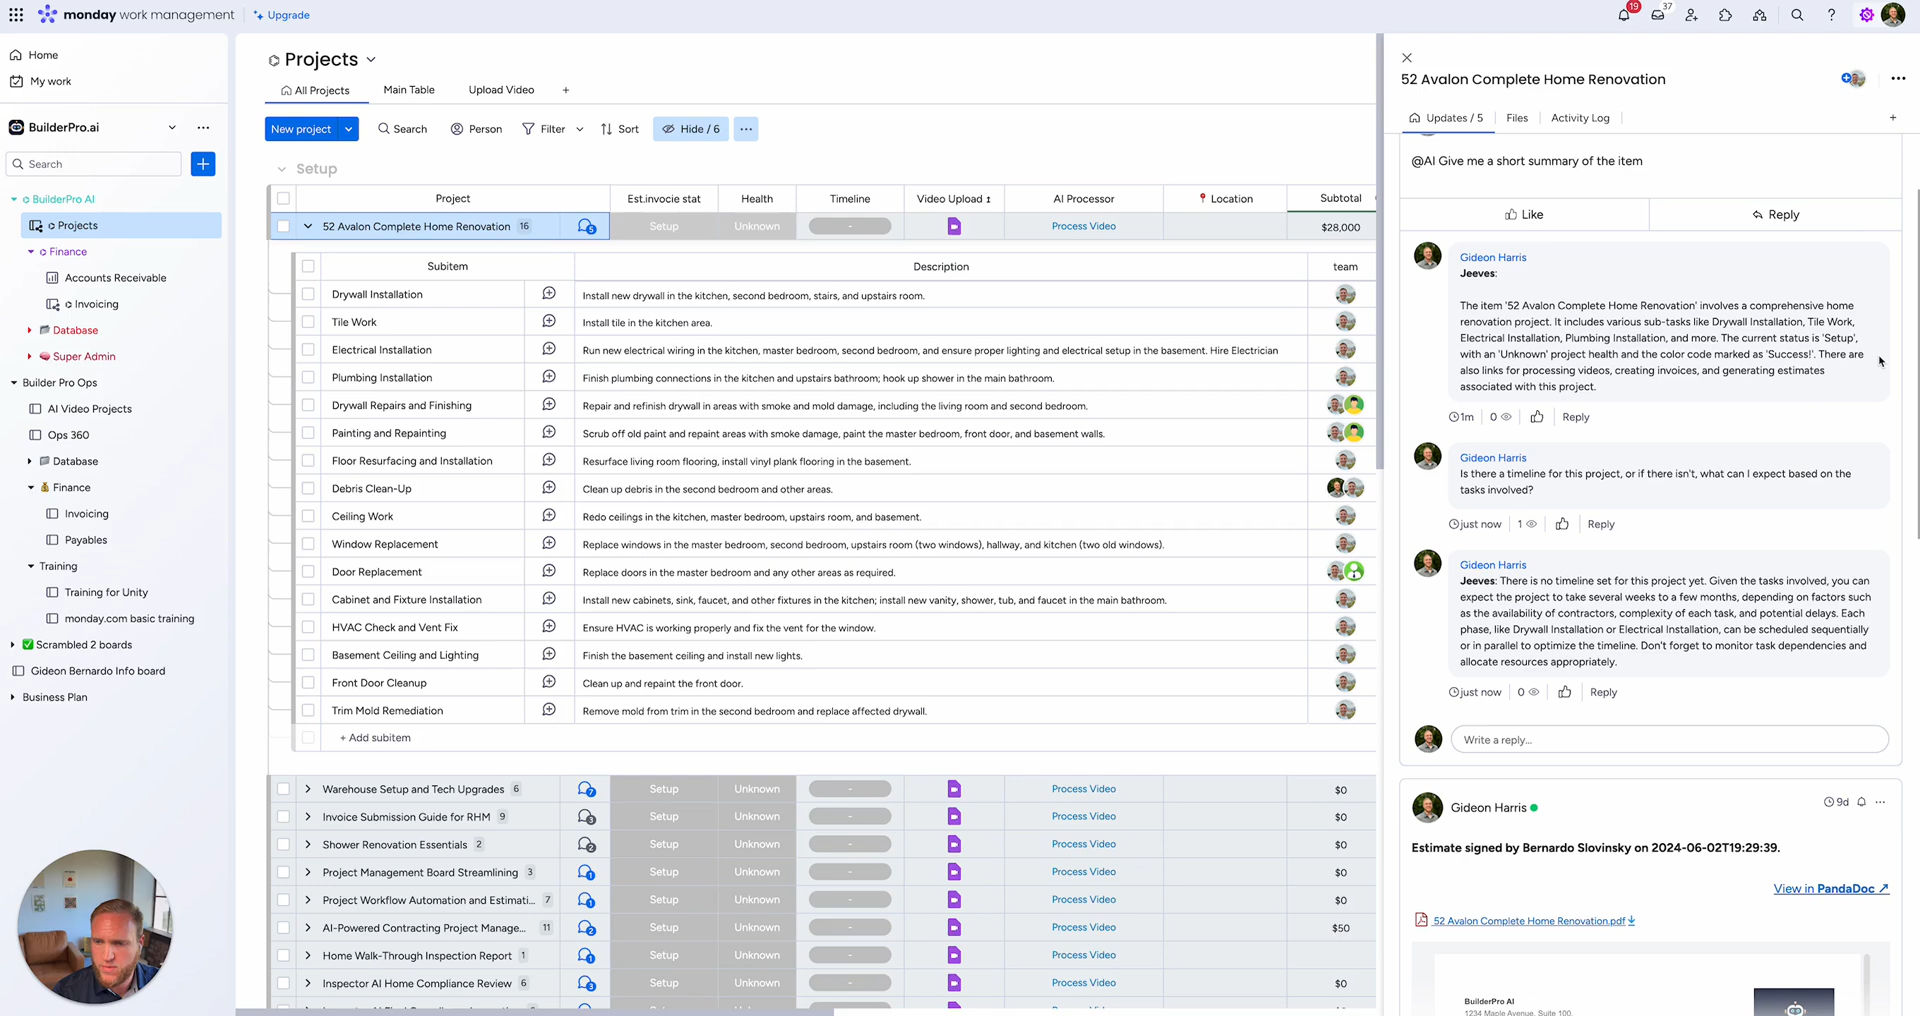 monday work management
Upgrade
19
37
Home
My work
BuilderPro.ai
Search
BuilderPro AI
Projects
Finance
Accounts Receivable
Invoicing
Database
Super Admin
Builder Pro Ops
AI Video Projects
Ops 360
Database
Finance
Invoicing
Payables
Training
Training for Unity
monday.com basic training
Scrambled 2 boards
Gideon Bernardo Info board
Business Plan
Projects
All Projects
Main Table
Upload Video
New project
Search
Person
Filter
Sort
Hide / 6
Setup
Project Est.invocie stat Health Timeline Video Upload AI Processor Location Subtotal
52 Avalon Complete Home Renovation 16 5 Setup Unknown - Process Video $28,000
Subitem Description team
Drywall Installation Install new drywall in the kitchen, second bedroom, stairs, and upstairs room.
Tile Work Install tile in the kitchen area.
Electrical Installation Run new electrical wiring in the kitchen, master bedroom, second bedroom, and ensure proper lighting and electrical setup in the basement. Hire Electrician
Plumbing Installation Finish plumbing connections in the kitchen and upstairs bathroom; hook up shower in the main bathroom.
Drywall Repairs and Finishing Repair and refinish drywall in areas with smoke and mold damage, including the living room and second bedroom.
Painting and Repainting Scrub off old paint and repaint areas with smoke damage, paint the master bedroom, front door, and basement walls.
Floor Resurfacing and Installation Resurface living room flooring, install vinyl plank flooring in the basement.
Debris Clean-Up Clean up debris in the second bedroom and other areas.
Ceiling Work Redo ceilings in the kitchen, master bedroom, upstairs room, and basement.
Window Replacement Replace windows in the master bedroom, second bedroom, upstairs room (two windows), hallway, and kitchen (two old windows).
Door Replacement Replace doors in the master bedroom and any other areas as required.
Cabinet and Fixture Installation Install new cabinets, sink, faucet, and other fixtures in the kitchen; install new vanity, shower, tub, and faucet in the main bathroom.
HVAC Check and Vent Fix Ensure HVAC is working properly and fix the vent for the window.
Basement Ceiling and Lighting Finish the basement ceiling and install new lights.
Front Door Cleanup Clean up and repaint the front door.
Trim Mold Remediation Remove mold from trim in the second bedroom and replace affected drywall.
+ Add subitem
Warehouse Setup and Tech Upgrades 6 7 Setup Unknown - Process Video $0
Invoice Submission Guide for RHM 9 3 Setup Unknown - Process Video $0
Shower Renovation Essentials 2 2 Setup Unknown - Process Video $0
Project Management Board Streamlining 3 1 Setup Unknown - Process Video $0
Project Workflow Automation and Estimati... 7 1 Setup Unknown - Process Video $0
AI-Powered Contracting Project Manage... 11 2 Setup Unknown - Process Video $50
Home Walk-Through Inspection Report 1 1 Setup Unknown - Process Video
Inspector AI Home Compliance Review 6 3 Setup Unknown - Process Video $0
52 Avalon Complete Home Renovation
Updates / 5
Files
Activity Log
@AI Give me a short summary of the item
Like
Reply
Gideon Harris
Jeeves:
The item '52 Avalon Complete Home Renovation' involves a comprehensive home
renovation project. It includes various sub-tasks like Drywall Installation, Tile Work,
Electrical Installation, Plumbing Installation, and more. The current status is 'Setup',
with an 'Unknown' project health and the color code marked as 'Success!'. There are
also links for processing videos, creating invoices, and generating estimates
associated with this project.
1m 0 Reply
Gideon Harris
Is there a timeline for this project, or if there isn't, what can I expect based on the
tasks involved?
just now 1 Reply
Gideon Harris
Jeeves: There is no timeline set for this project yet. Given the tasks involved, you can
expect the project to take several weeks to a few months, depending on factors such
as the availability of contractors, complexity of each task, and potential delays. Each
phase, like Drywall Installation or Electrical Installation, can be scheduled sequentially
or in parallel to optimize the timeline. Don't forget to monitor task dependencies and
allocate resources appropriately.
just now 0 Reply
Write a reply...
Gideon Harris
9d
Estimate signed by Bernardo Slovinsky on 2024-06-02T19:29:39.
View in PandaDoc
52 Avalon Complete Home Renovation.pdf
BuilderPro AI
1234 Maple Avenue, Suite 100,